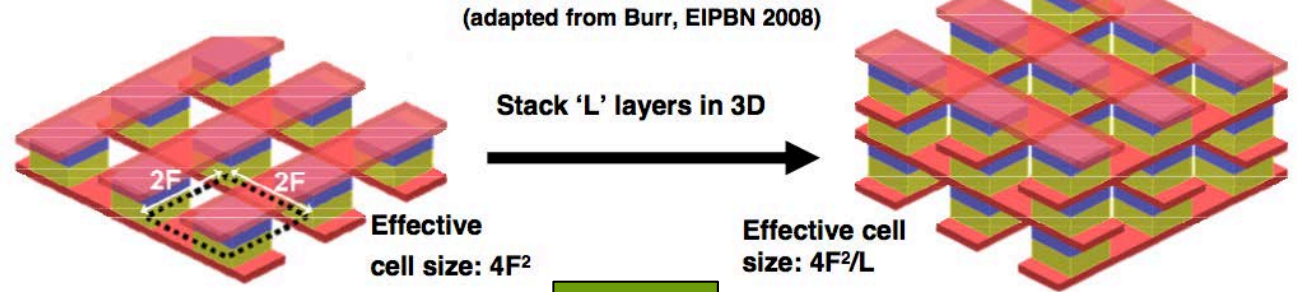 (adapted from Burr, EIPBN 2008)
Stack ‘L’ layers in 3D
2F 2F
Effective
cell size: 4F²
Effective cell
size: 4F²/L